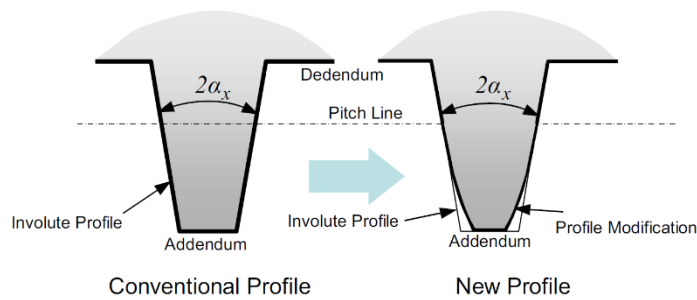 Dedendum
2αₓ
2αₓ
Pitch Line
Involute Profile
Addendum
Involute Profile
Profile Modification
Addendum
Conventional Profile
New Profile